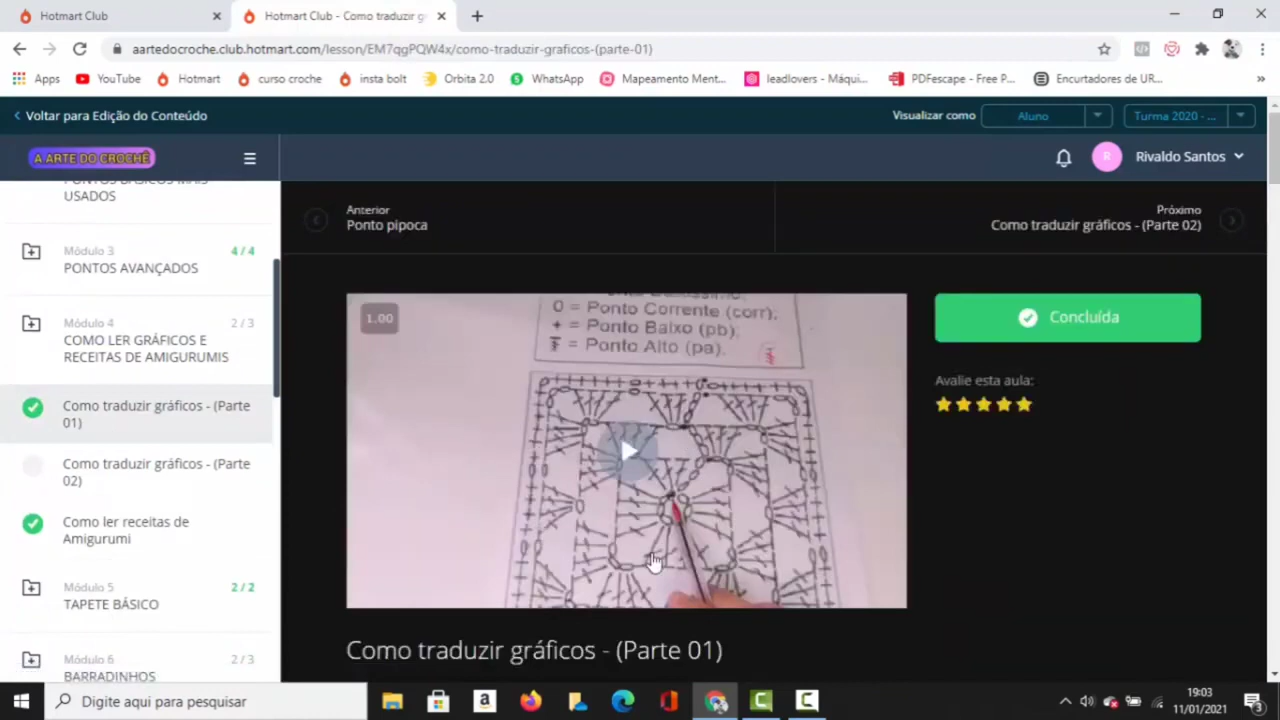 Hotmart Club
Hotmart Club - Como traduzir gr
aartedocroche.club.hotmart.com/lesson/EM7qgPQW4x/como-traduzir-graficos-(parte-01)
Apps
YouTube
Hotmart
curso croche
insta bolt
Orbita 2.0
WhatsApp
Mapeamento Ment...
leadlovers - Máqui...
PDFescape - Free P...
Encurtadores de UR...
Voltar para Edição do Conteúdo
Visualizar como
Aluno
Turma 2020 - ...
A ARTE DO CROCHÊ
R
Rivaldo Santos
PONTOS BÁSICOS MAIS
USADOS
Módulo 3
4 / 4
PONTOS AVANÇADOS
Módulo 4
2 / 3
COMO LER GRÁFICOS E
RECEITAS DE AMIGURUMIS
Como traduzir gráficos - (Parte
01)
Como traduzir gráficos - (Parte
02)
Como ler receitas de
Amigurumi
Módulo 5
2 / 2
TAPETE BÁSICO
Módulo 6
2 / 3
BARRADINHOS
Anterior
Ponto pipoca
Próximo
Como traduzir gráficos - (Parte 02)
1.00
O = Ponto Corrente (corr);
+ = Ponto Baixo (pb);
= Ponto Alto (pa).
Concluída
Avalie esta aula:
Como traduzir gráficos - (Parte 01)
Digite aqui para pesquisar
19:03
11/01/2021
3